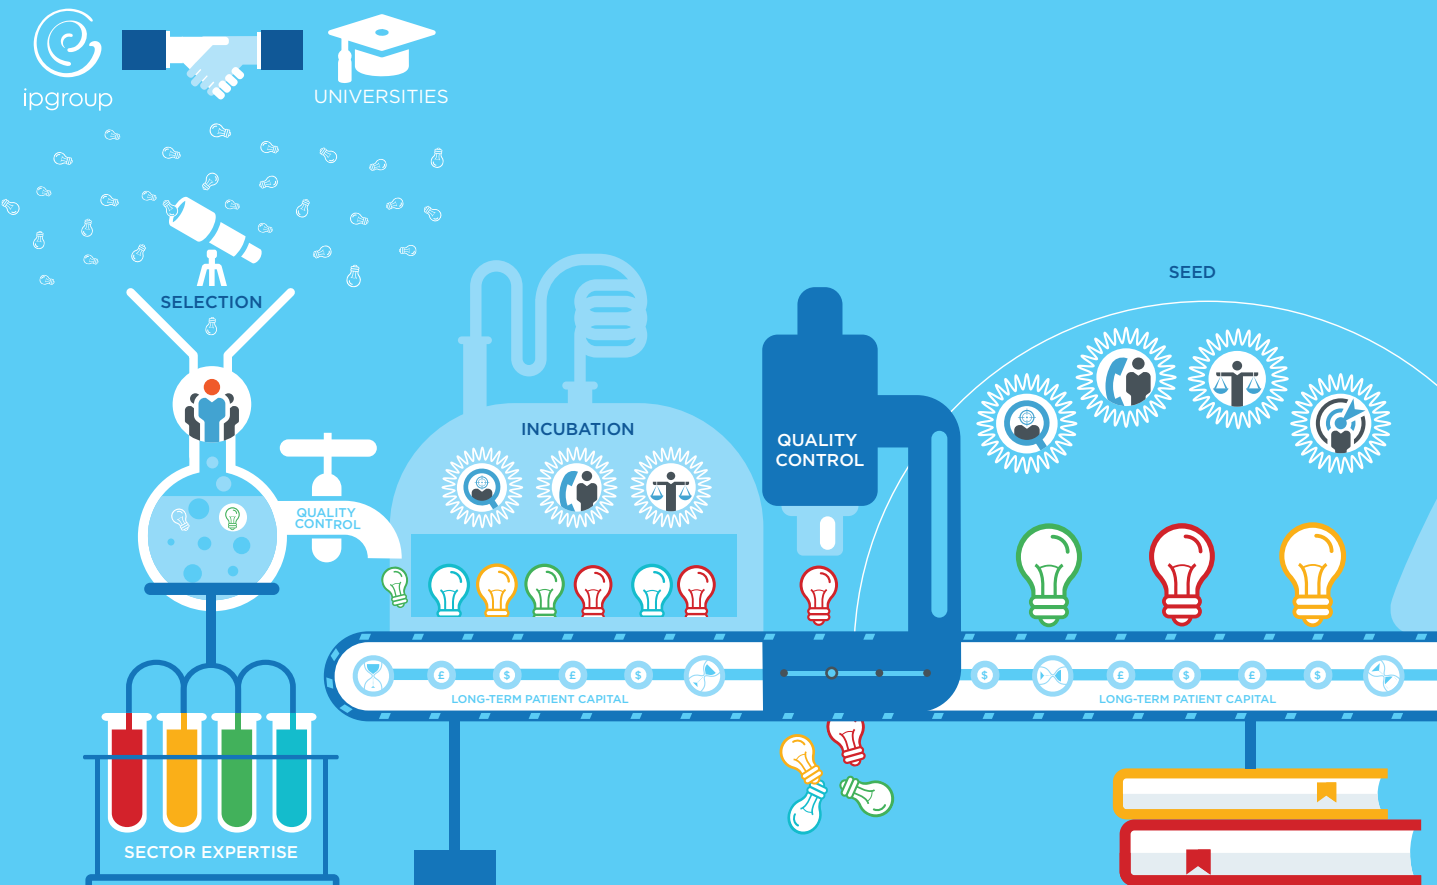 ipgroup
UNIVERSITIES
SELECTION
SEED
INCUBATION
QUALITY
CONTROL
QUALITY
CONTROL
£
$
£
$
$
£
$
£
$
LONG-TERM PATIENT CAPITAL
LONG-TERM PATIENT CAPITAL
SECTOR EXPERTISE